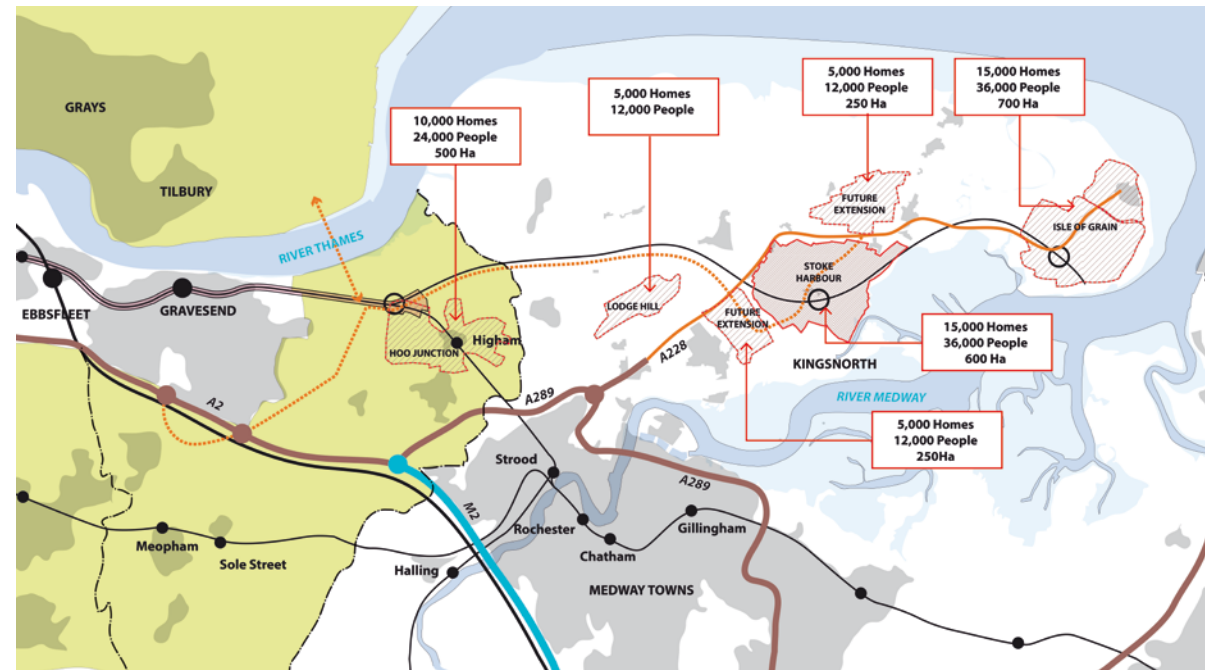 GRAYS
TILBURY
RIVER THAMES
EBBSFLEET
GRAVESEND
10,000 Homes
24,000 People
500 Ha
HOO JUNCTION
Higham
5,000 Homes
12,000 People
LODGE HILL
5,000 Homes
12,000 People
250 Ha
FUTURE
EXTENSION
15,000 Homes
36,000 People
700 Ha
ISLE OF GRAIN
STOKE
HARBOUR
FUTURE
EXTENSION
KINGSNORTH
15,000 Homes
36,000 People
600 Ha
RIVER MEDWAY
5,000 Homes
12,000 People
250Ha
A228
A289
A2
M2
A289
Strood
Rochester
Chatham
Gillingham
Halling
MEDWAY TOWNS
Meopham
Sole Street